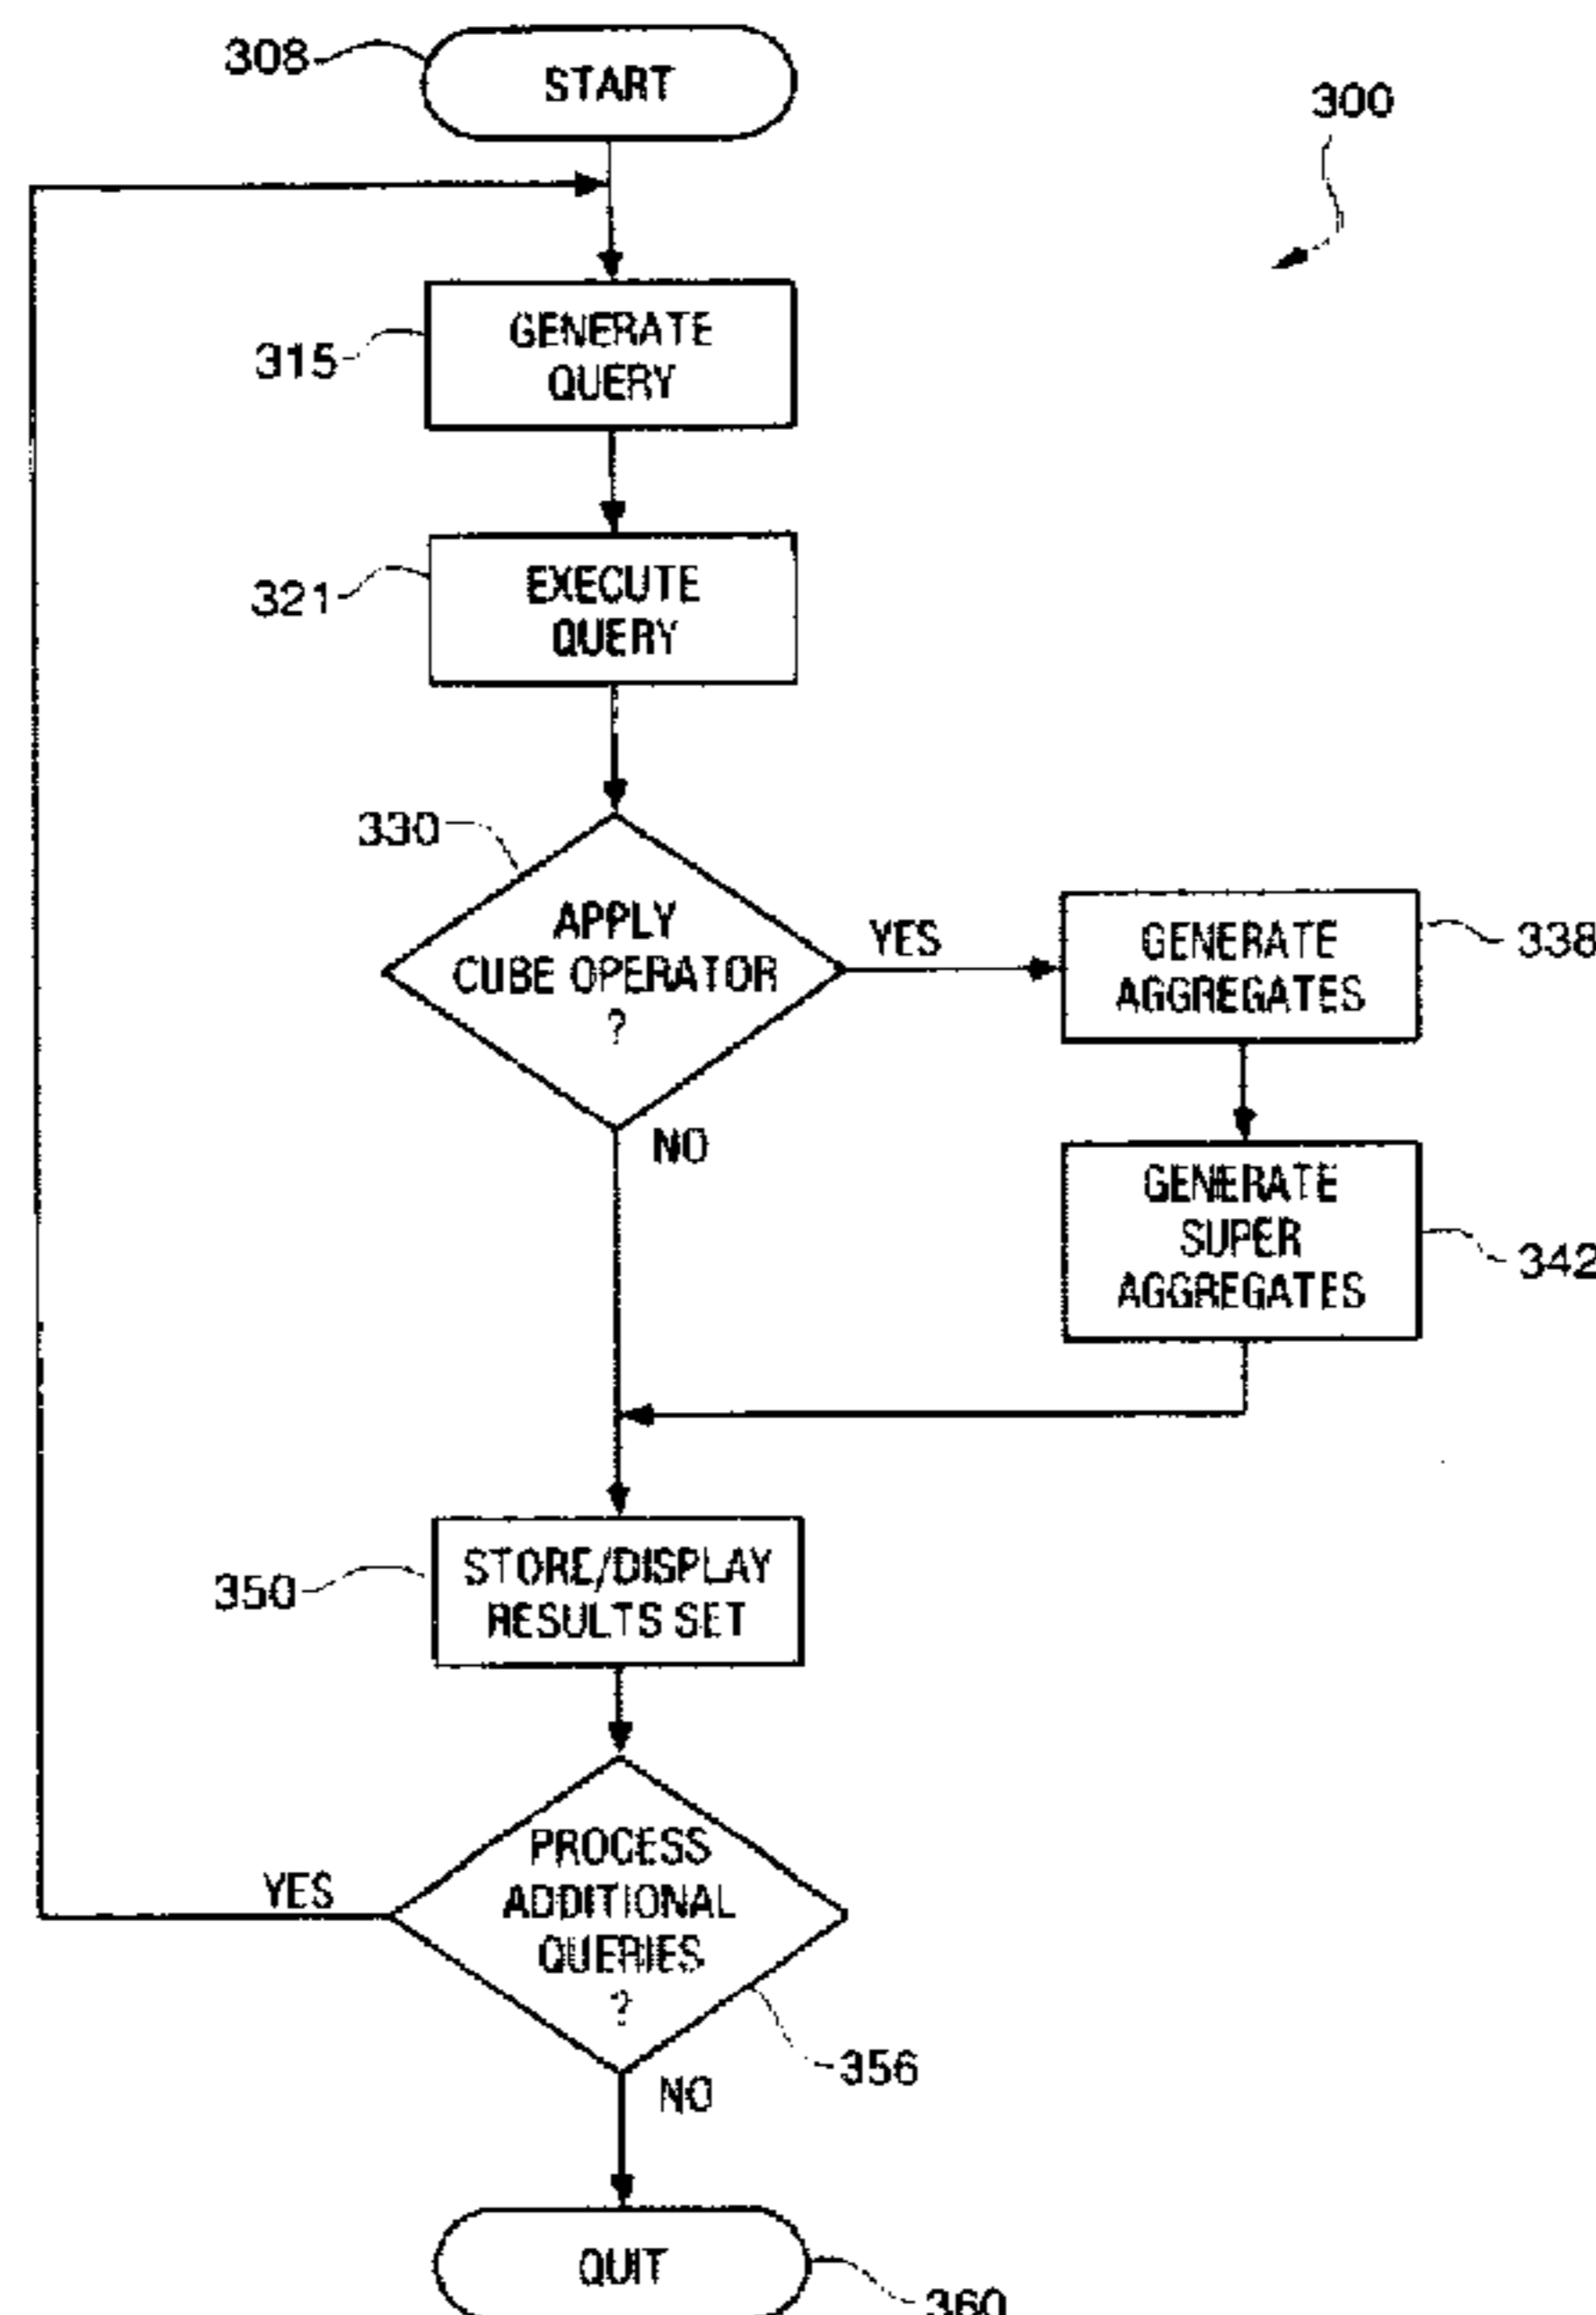 308
START
300
315
GENERATE
QUERY
321
EXECUTE
QUERY
330
APPLY
CUBE OPERATOR
?
YES
NO
GENERATE
AGGREGATES
338
GENERATE
SUPER
AGGREGATES
342
350
STORE/DISPLAY
RESULTS SET
PROCESS
ADDITIONAL
QUERIES
?
YES
356
NO
QUIT
360